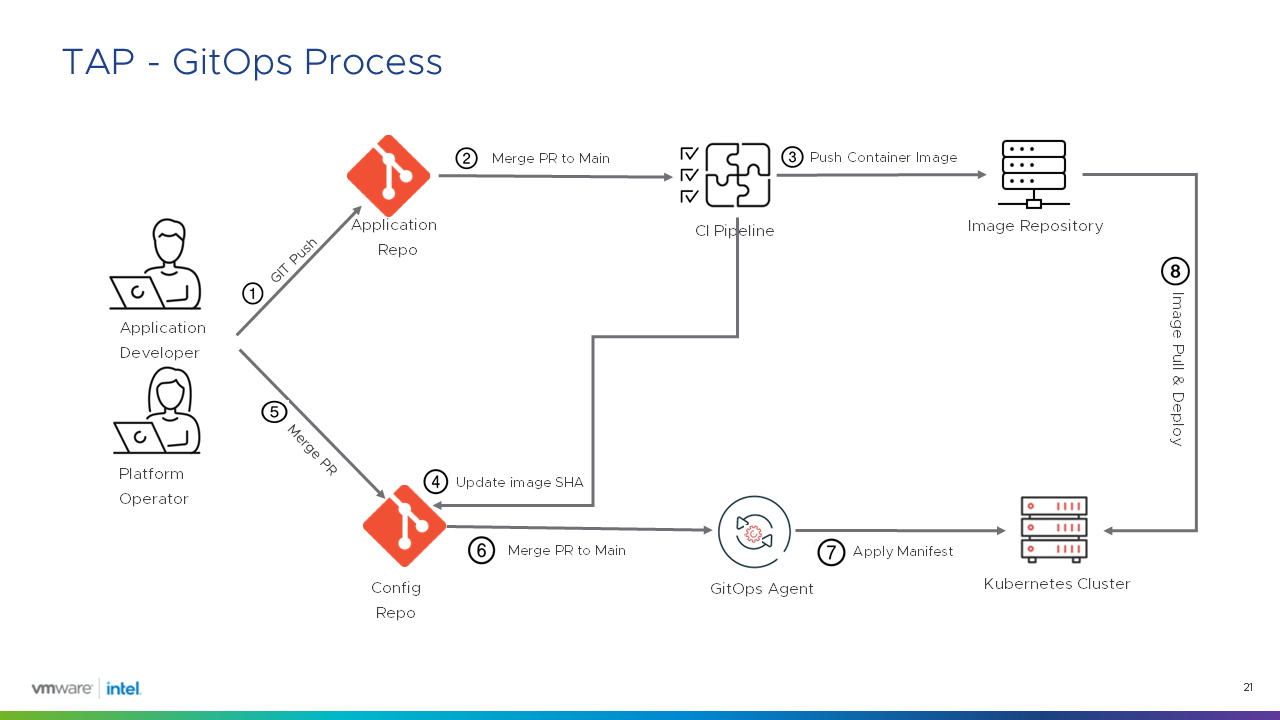 TAP - GitOps Process
② Merge PR to Main
③ Push Container Image
Application
Repo
CI Pipeline
Image Repository
① GIT Push
⑧ Image Pull & Deploy
Application
Developer
⑤ Merge PR
Platform
Operator
④ Update image SHA
⑥ Merge PR to Main
⑦ Apply Manifest
Config
Repo
GitOps Agent
Kubernetes Cluster
vmware | intel.
21